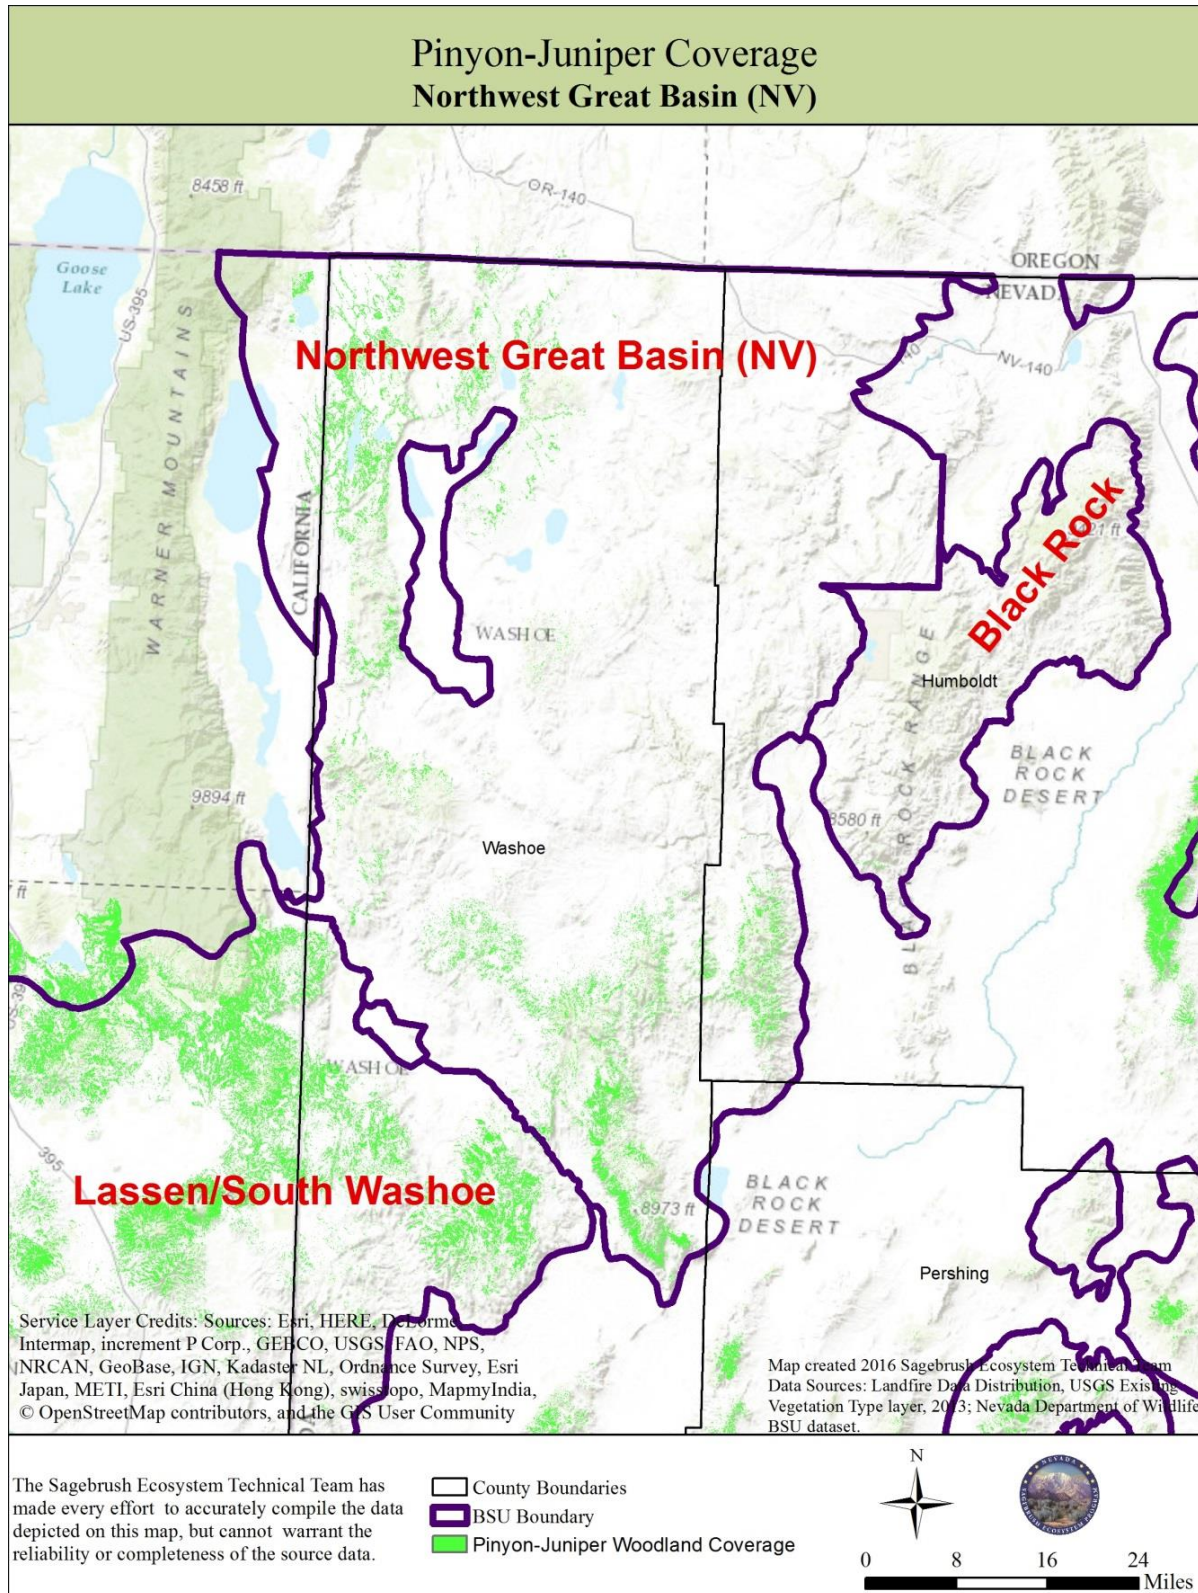 Pinyon-Juniper Coverage
Northwest Great Basin (NV)
8458 ft
OR-140
Goose
Lake
US-395
OREGON
NEVADA
WARNER MOUNTAINS
Northwest Great Basin (NV)
140
NV-140
CALIFORNIA
Black Rock
WASHOE
Humboldt
BLACK
ROCK
DESERT
9894 ft
8580 ft
Washoe
WASHOE
395
Lassen/South Washoe
8973 ft
BLACK
ROCK
DESERT
Pershing
Service Layer Credits: Sources: Esri, HERE, DeLorme,
Intermap, increment P Corp., GEBCO, USGS, FAO, NPS,
NRCAN, GeoBase, IGN, Kadaster NL, Ordnance Survey, Esri
Japan, METI, Esri China (Hong Kong), swisstopo, MapmyIndia,
© OpenStreetMap contributors, and the GIS User Community
Map created 2016 Sagebrush Ecosystem Technical Team
Data Sources: Landfire Data Distribution, USGS Existing
Vegetation Type layer, 2013; Nevada Department of Wildlife
BSU dataset.
The Sagebrush Ecosystem Technical Team has
made every effort to accurately compile the data
depicted on this map, but cannot warrant the
reliability or completeness of the source data.
County Boundaries
BSU Boundary
Pinyon-Juniper Woodland Coverage
N
NEVADA
SAGEBRUSH ECOSYSTEM PROGRAM
0 8 16 24
Miles